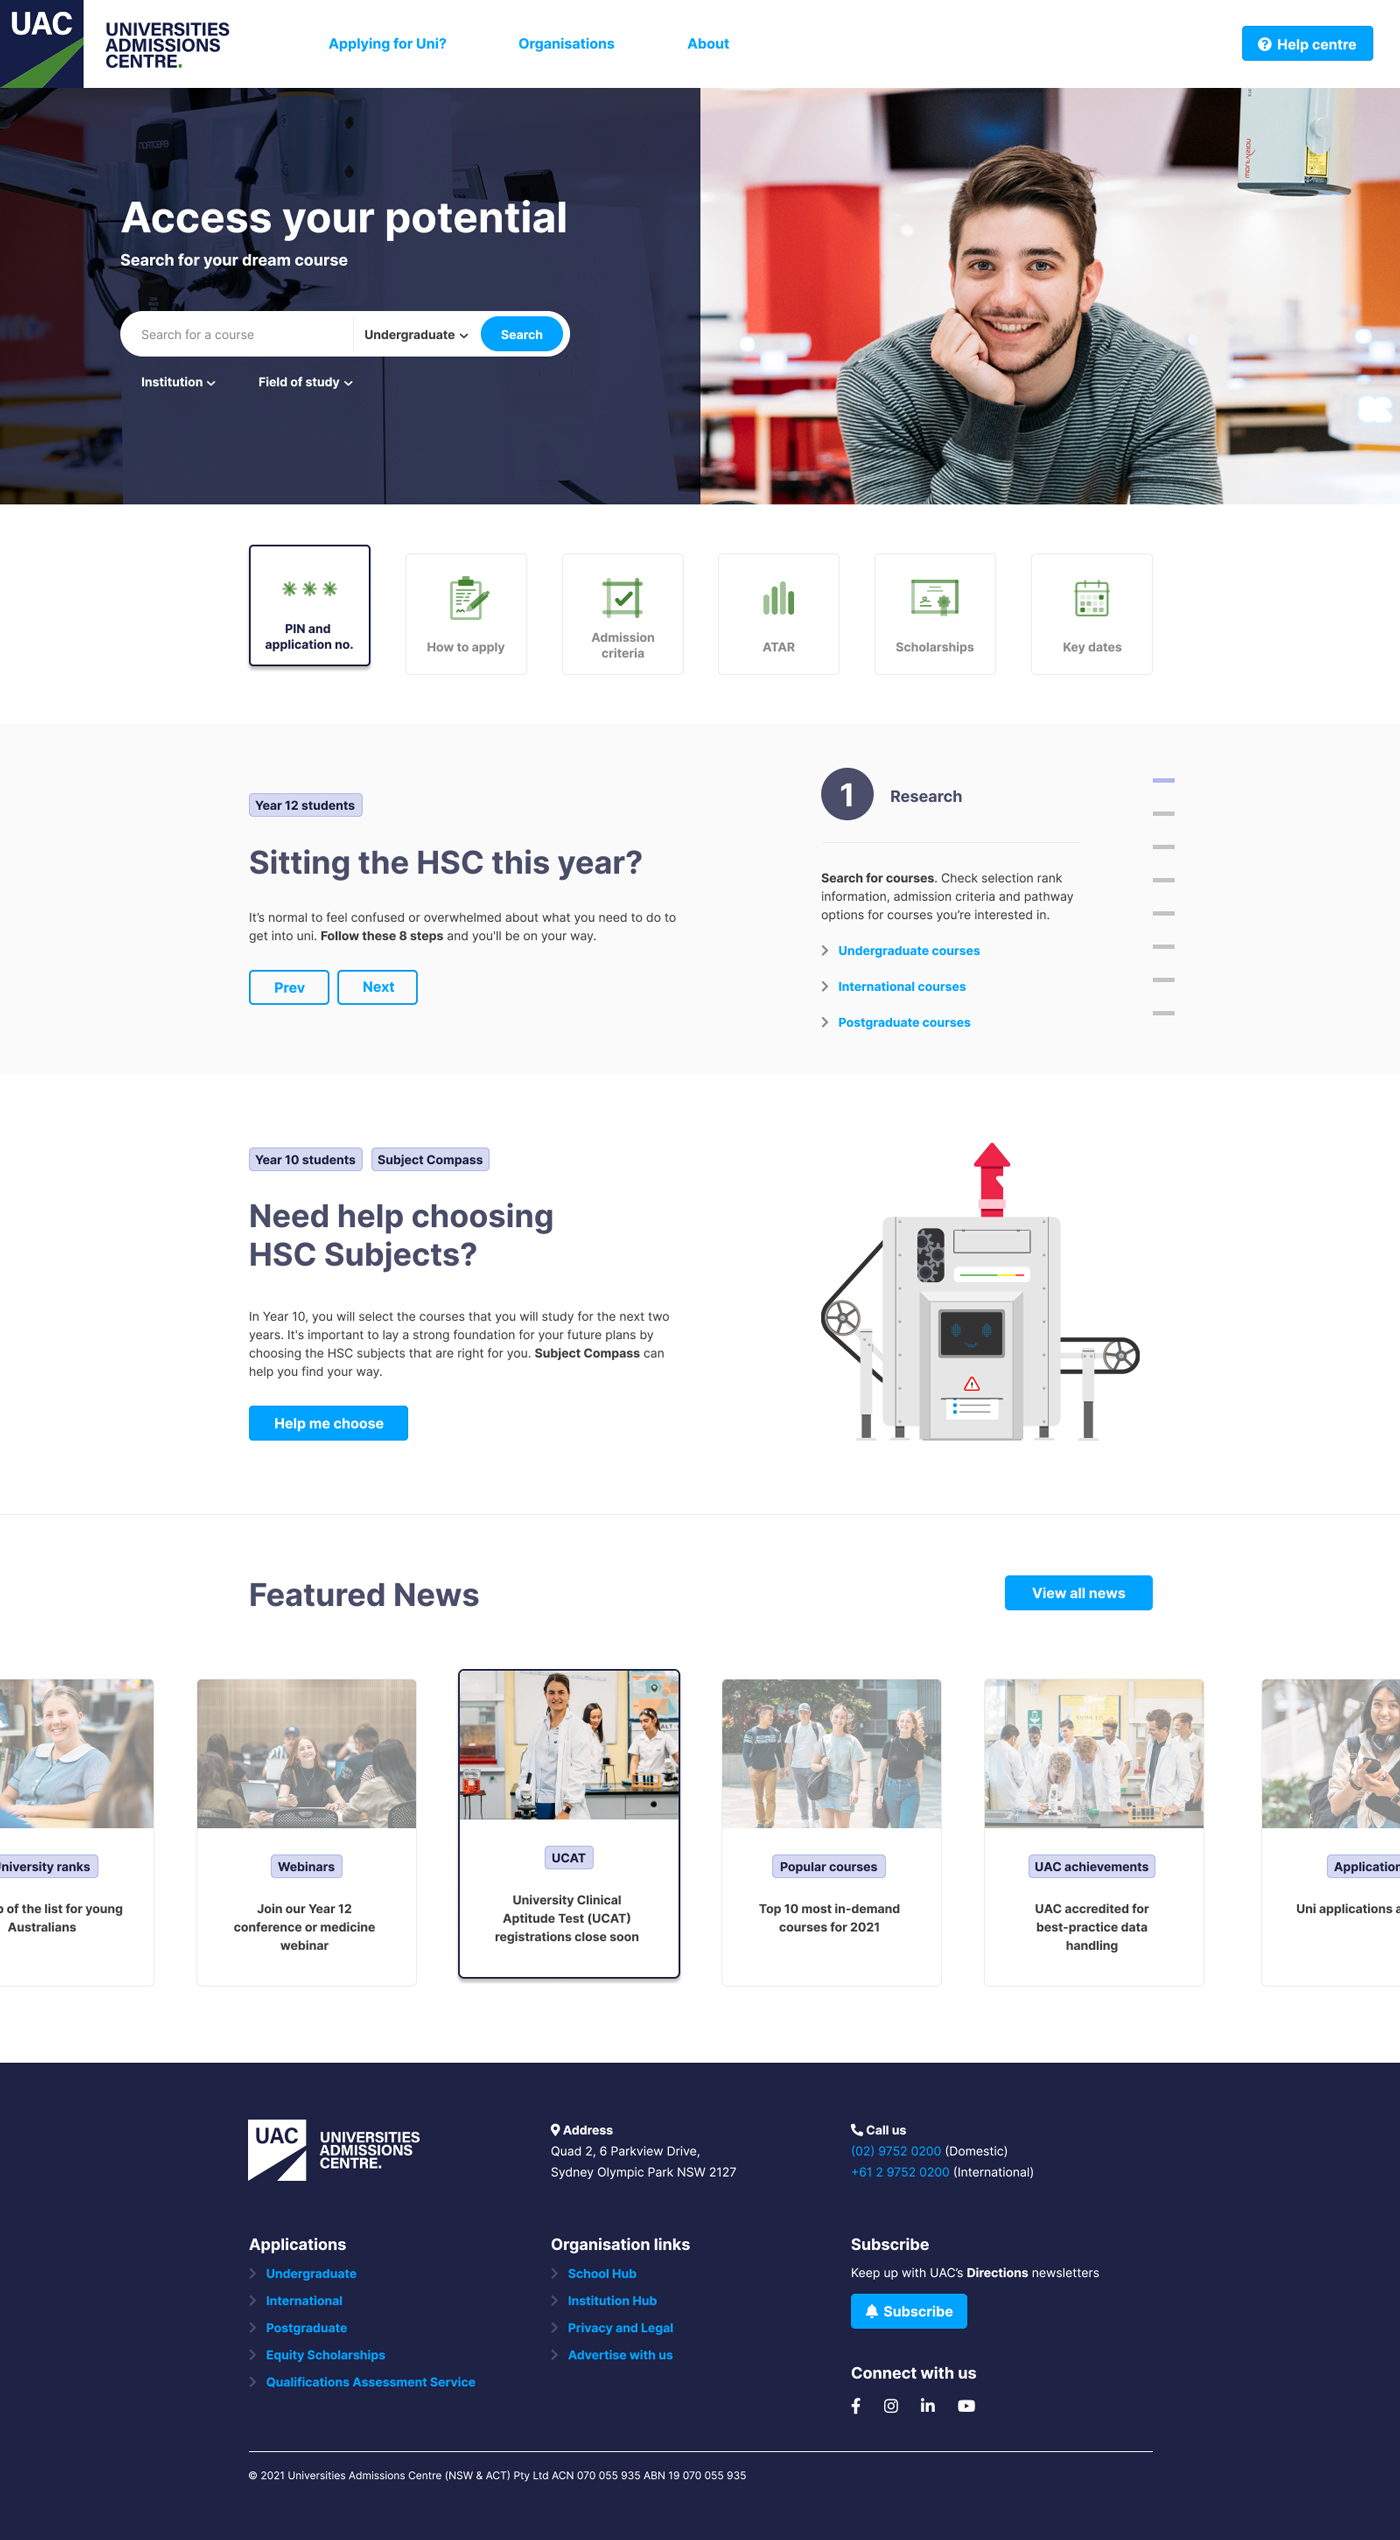 UAC
UNIVERSITIES
ADMISSIONS
CENTRE.
Applying for Uni?
Organisations
About
Help centre
Access your potential
Search for your dream course
Search for a course
Undergraduate
Search
Institution
Field of study
PIN and
application no.
How to apply
Admission
criteria
ATAR
Scholarships
Key dates
Year 12 students
Sitting the HSC this year?
It's normal to feel confused or overwhelmed about what you need to do to
get into uni. Follow these 8 steps and you'll be on your way.
Prev
Next
1
Research
Search for courses. Check selection rank
information, admission criteria and pathway
options for courses you're interested in.
Undergraduate courses
International courses
Postgraduate courses
Year 10 students
Subject Compass
Need help choosing
HSC Subjects?
In Year 10, you will select the courses that you will study for the next two
years. It's important to lay a strong foundation for your future plans by
choosing the HSC subjects that are right for you. Subject Compass can
help you find your way.
Help me choose
Featured News
View all news
niversity ranks
of the list for young
Australians
Webinars
Join our Year 12
conference or medicine
webinar
UCAT
University Clinical
Aptitude Test (UCAT)
registrations close soon
Popular courses
Top 10 most in-demand
courses for 2021
UAC achievements
UAC accredited for
best-practice data
handling
Application
Uni applications a
UAC
UNIVERSITIES
ADMISSIONS
CENTRE.
Address
Quad 2, 6 Parkview Drive,
Sydney Olympic Park NSW 2127
Call us
(02) 9752 0200 (Domestic)
+61 2 9752 0200 (International)
Applications
Undergraduate
International
Postgraduate
Equity Scholarships
Qualifications Assessment Service
Organisation links
School Hub
Institution Hub
Privacy and Legal
Advertise with us
Subscribe
Keep up with UAC's Directions newsletters
Subscribe
Connect with us
© 2021 Universities Admissions Centre (NSW & ACT) Pty Ltd ACN 070 055 935 ABN 19 070 055 935